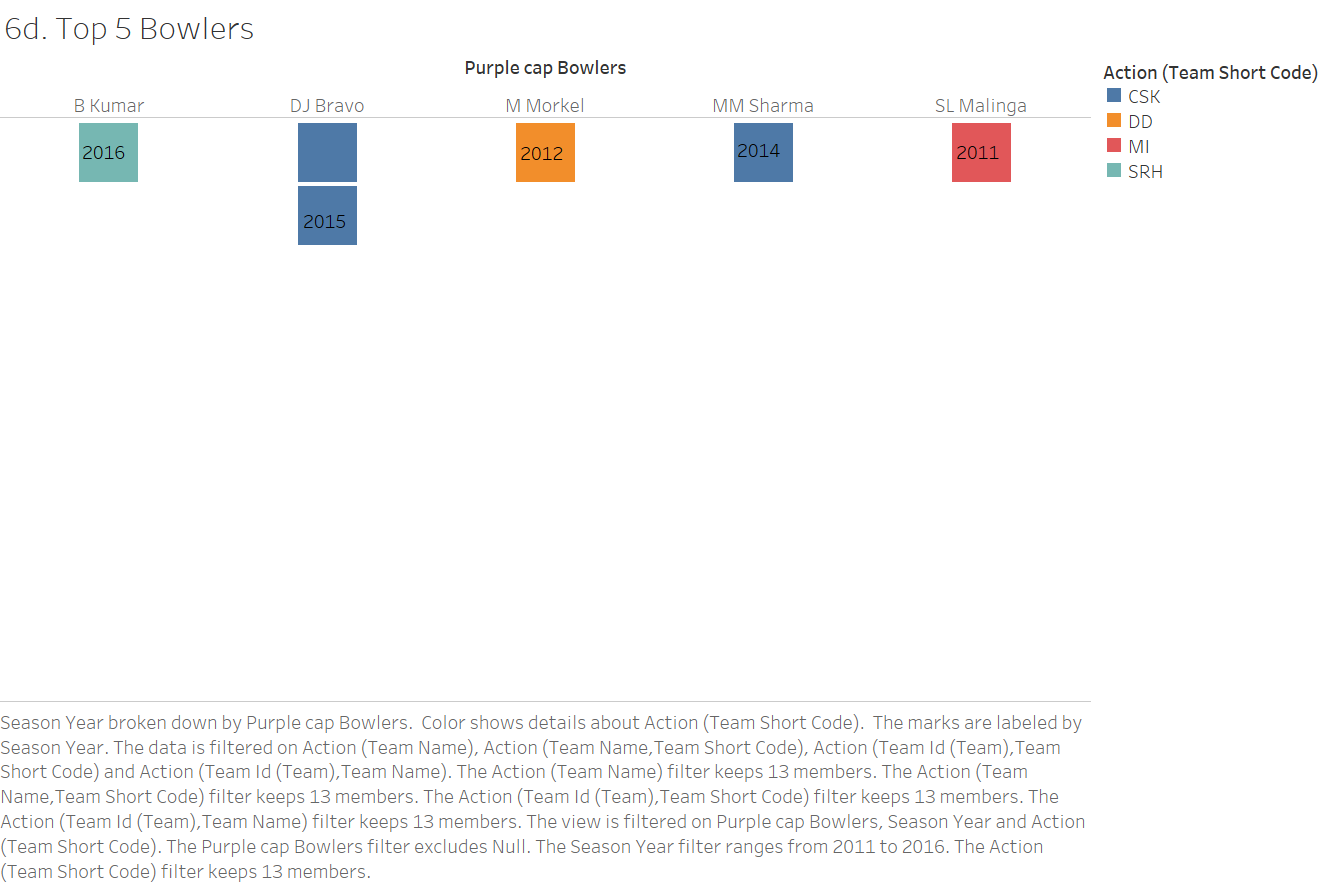 6d. Top 5 Bowlers
Purple cap Bowlers
B Kumar DJ Bravo M Morkel MM Sharma SL Malinga
2016 2012 2014 2011
2015
Action (Team Short Code)
CSK
DD
MI
SRH
Season Year broken down by Purple cap Bowlers.  Color shows details about Action (Team Short Code).  The marks are labeled by
Season Year. The data is filtered on Action (Team Name), Action (Team Name,Team Short Code), Action (Team Id (Team),Team
Short Code) and Action (Team Id (Team),Team Name). The Action (Team Name) filter keeps 13 members. The Action (Team
Name,Team Short Code) filter keeps 13 members. The Action (Team Id (Team),Team Short Code) filter keeps 13 members. The
Action (Team Id (Team),Team Name) filter keeps 13 members. The view is filtered on Purple cap Bowlers, Season Year and Action
(Team Short Code). The Purple cap Bowlers filter excludes Null. The Season Year filter ranges from 2011 to 2016. The Action
(Team Short Code) filter keeps 13 members.